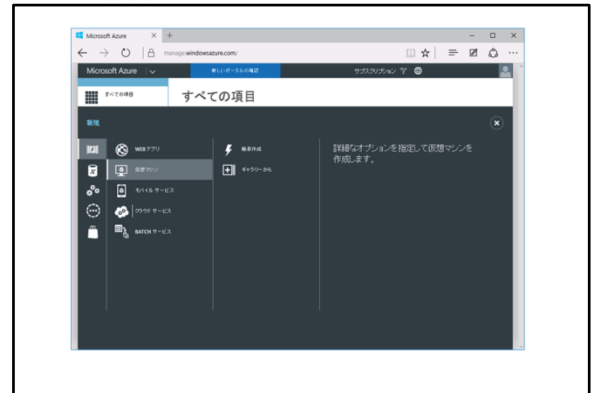 Microsoft Azure
manage.windowsazure.com/
Microsoft Azure
新しいポータルの確認
サブスクリプション
すべての項目
すべての項目
新規
WEB アプリ
仮想マシン
モバイル サービス
クラウド サービス
BATCH サービス
簡易作成
ギャラリーから
詳細なオプションを指定して仮想マシンを
作成します。